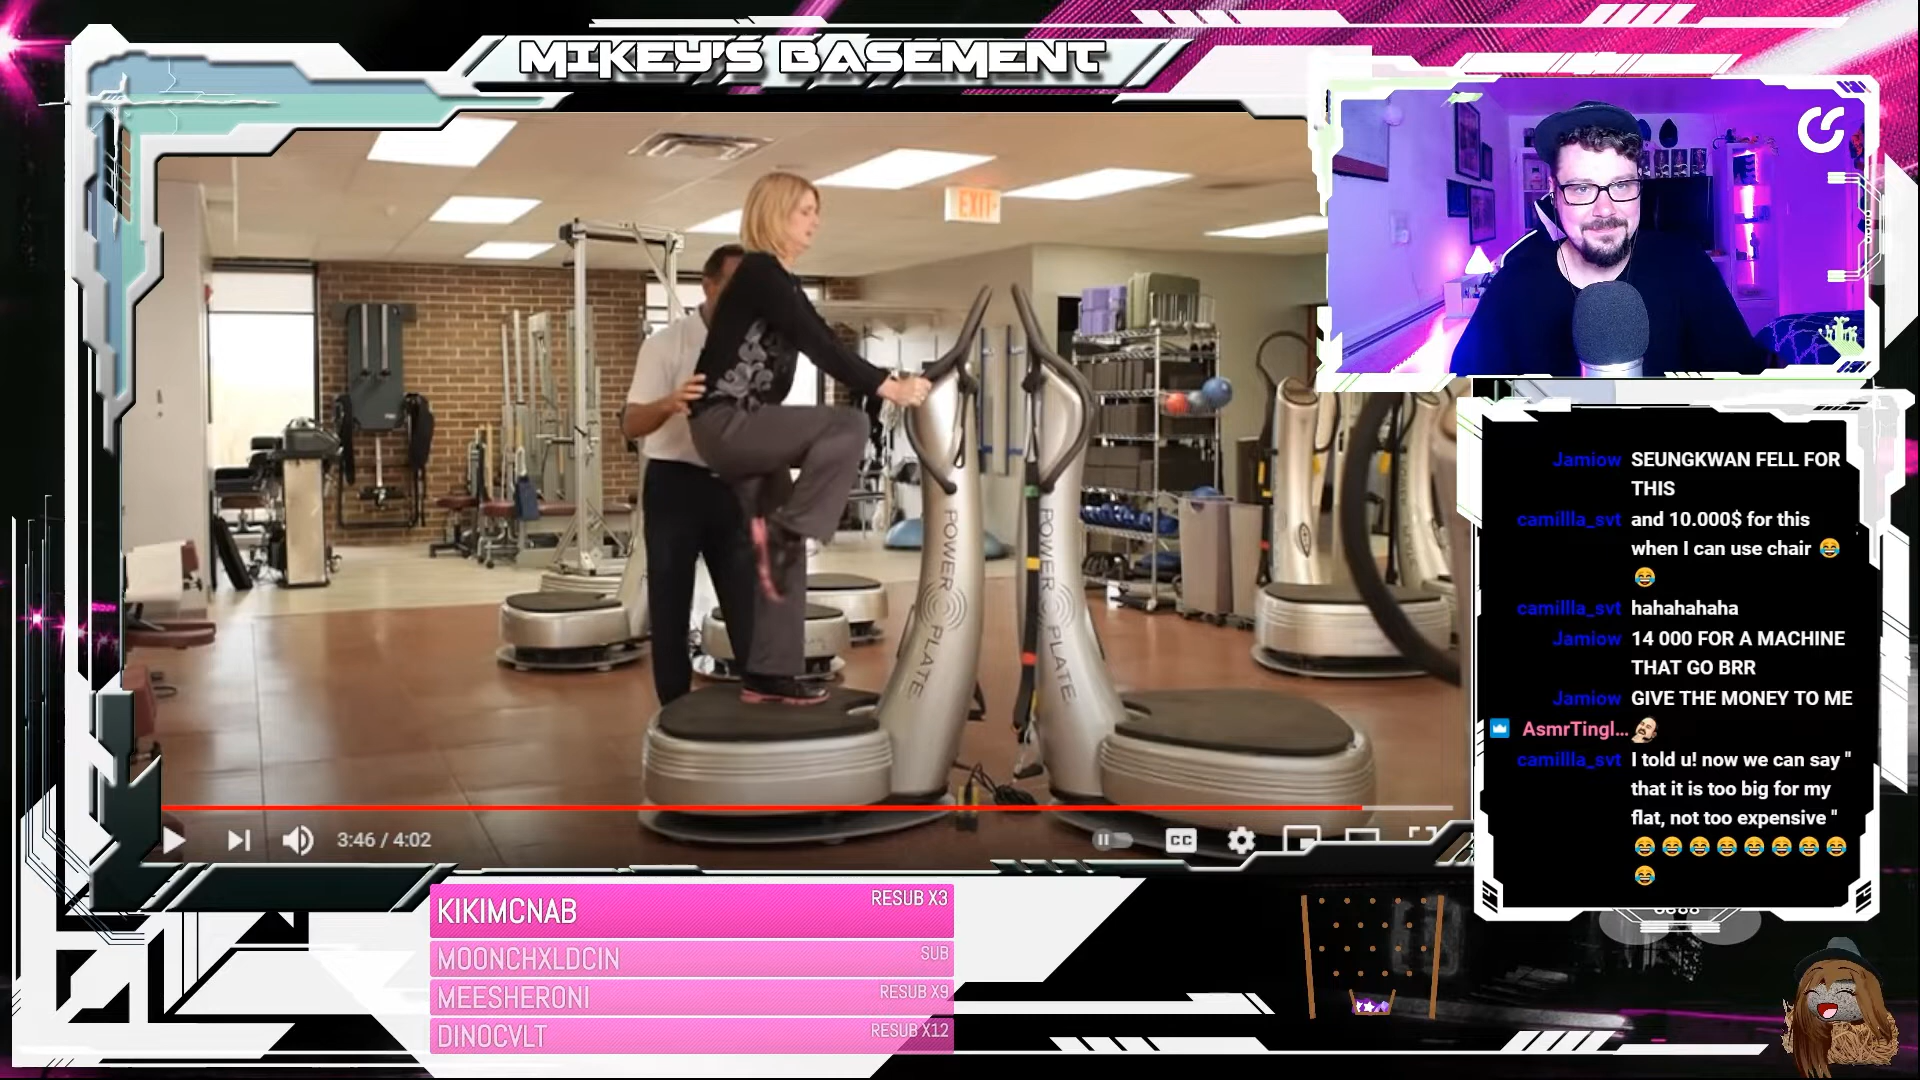 MIKEY'S BASEMENT
EXIT
POWER PLATE
POWER PLATE
3:46 / 4:02
CC
Jamiow SEUNGKWAN FELL FOR
THIS
camillla_svt and 10.000$ for this
when I can use chair 😂
😂
camillla_svt hahahahaha
Jamiow 14 000 FOR A MACHINE
THAT GO BRR
Jamiow GIVE THE MONEY TO ME
AsmrTingl...
camillla_svt I told u! now we can say "
that it is too big for my
flat, not too expensive "
😂😂😂😂😂😂😂😂
😂
KIKIMCNAB RESUB X3
MOONCHXLDCIN SUB
MEESHERONI RESUB X9
DINOCVLT RESUB X12